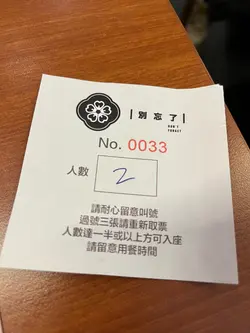 |別忘了|
DON'T
FORGET
No. 0033
人數 2
請耐心留意叫號
過號三張請重新取票
人數達一半或以上方可入座
請留意用餐時間